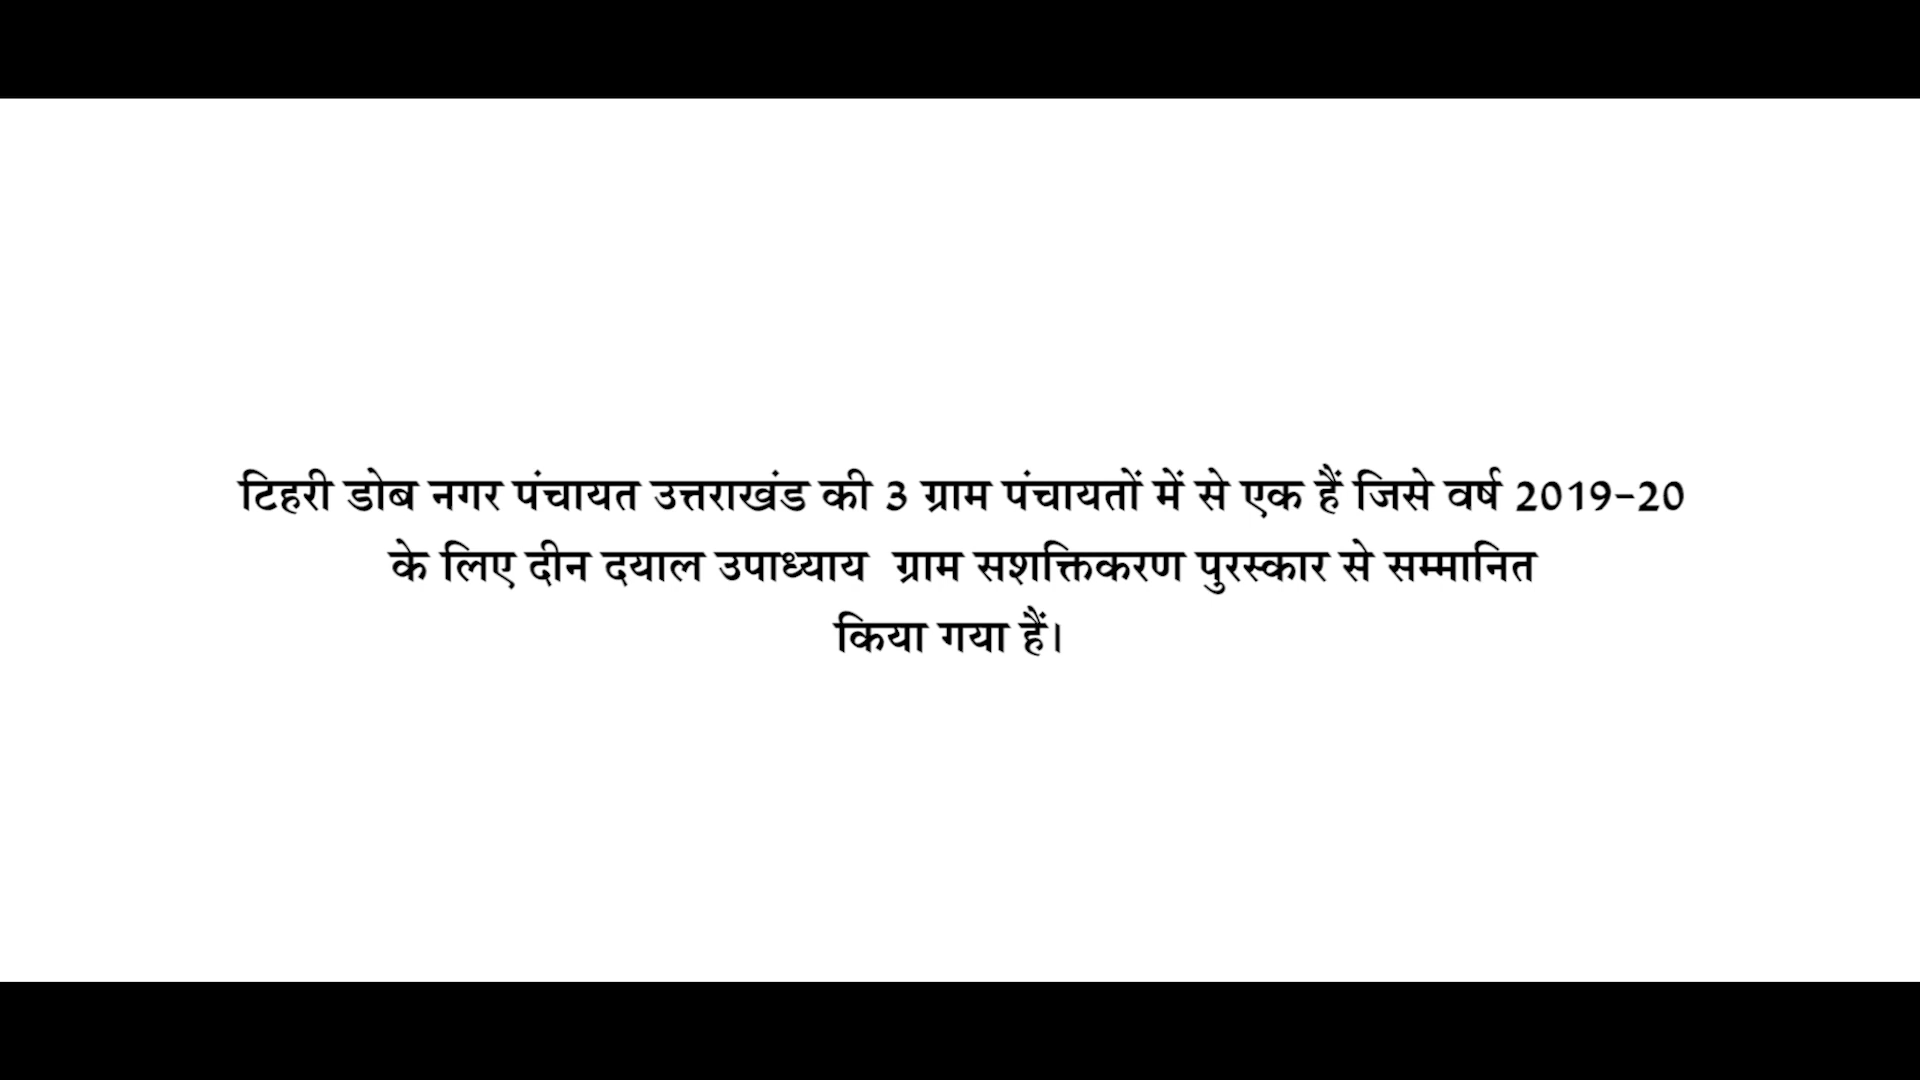 टिहरी डोब नगर पंचायत उत्तराखंड की 3 ग्राम पंचायतों में से एक हैं जिसे वर्ष 2019-20
के लिए दीन दयाल उपाध्याय  ग्राम सशक्तिकरण पुरस्कार से सम्मानित
किया गया हैं।